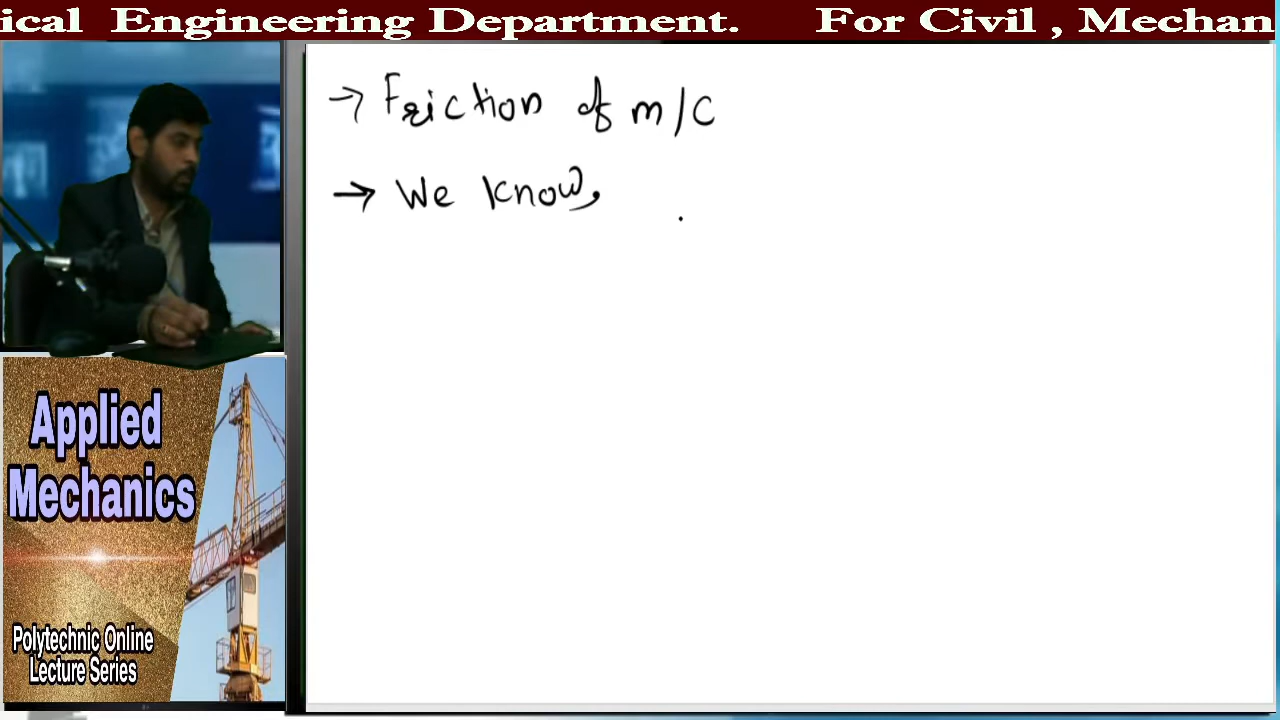 ical Engineering Department. For Civil , Mechan
→ Friction of m/c
→ We know,
Applied
Mechanics
Polytechnic Online
Lecture Series